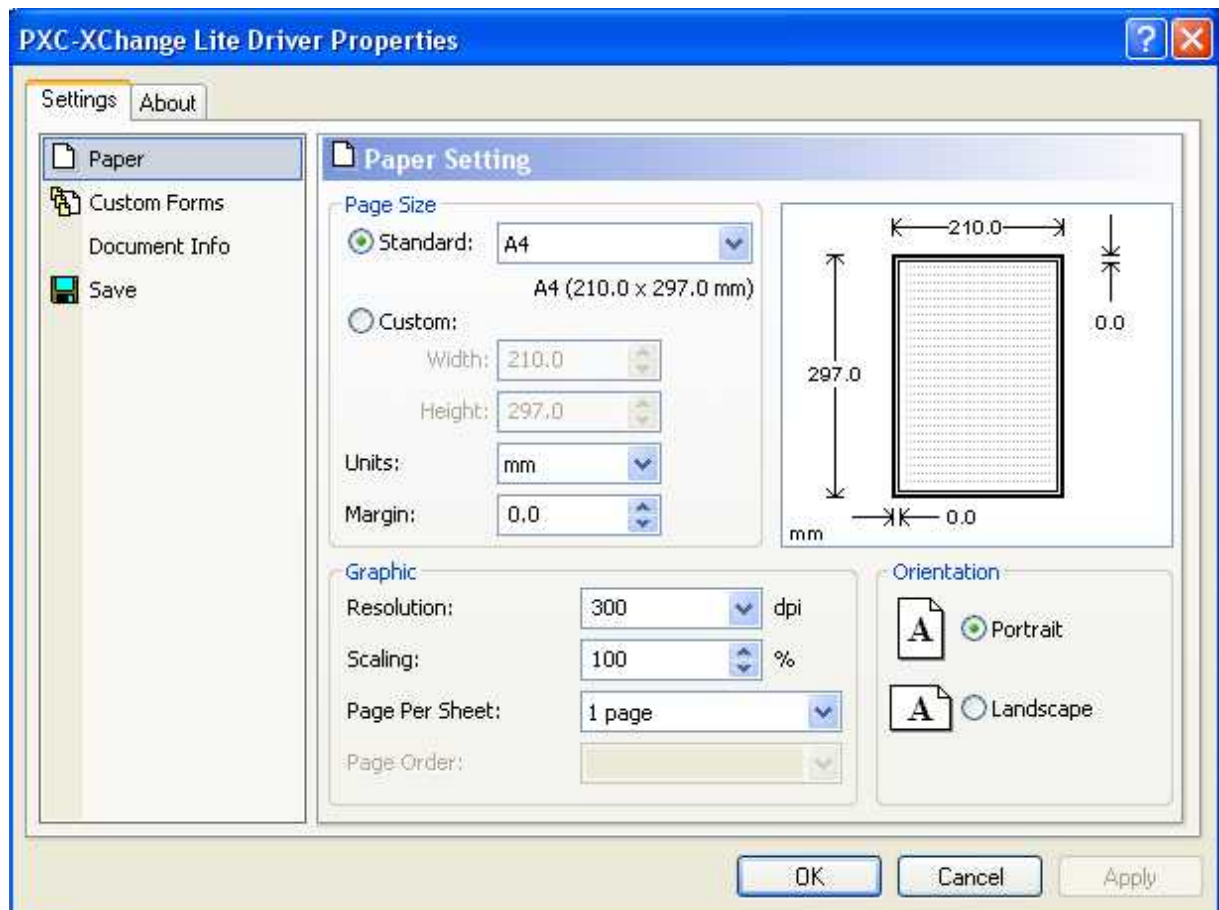 PXC-XChange Lite Driver Properties
Settings
About
Paper
Custom Forms
Document Info
Save
Paper Setting
Page Size
Standard: A4
A4 (210.0 x 297.0 mm)
Custom:
Width: 210.0
Height: 297.0
Units: mm
Margin: 0.0
210.0
297.0
0.0
0.0
mm
Graphic
Resolution: 300 dpi
Scaling: 100 %
Page Per Sheet: 1 page
Page Order:
Orientation
A Portrait
A Landscape
OK
Cancel
Apply